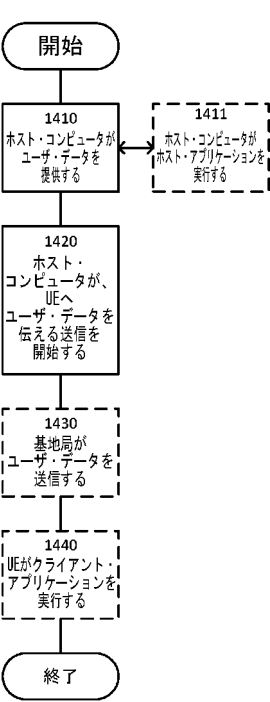 開始
1410
ホスト・コンピュータが
ユーザ・データを
提供する
1411
ホスト・コンピュータが
ホスト・アプリケーションを
実行する
1420
ホスト・
コンピュータが、
UEへ
ユーザ・データを
伝える送信を
開始する
1430
基地局が
ユーザ・データを
送信する
1440
UEがクライアント・
アプリケーションを
実行する
終了